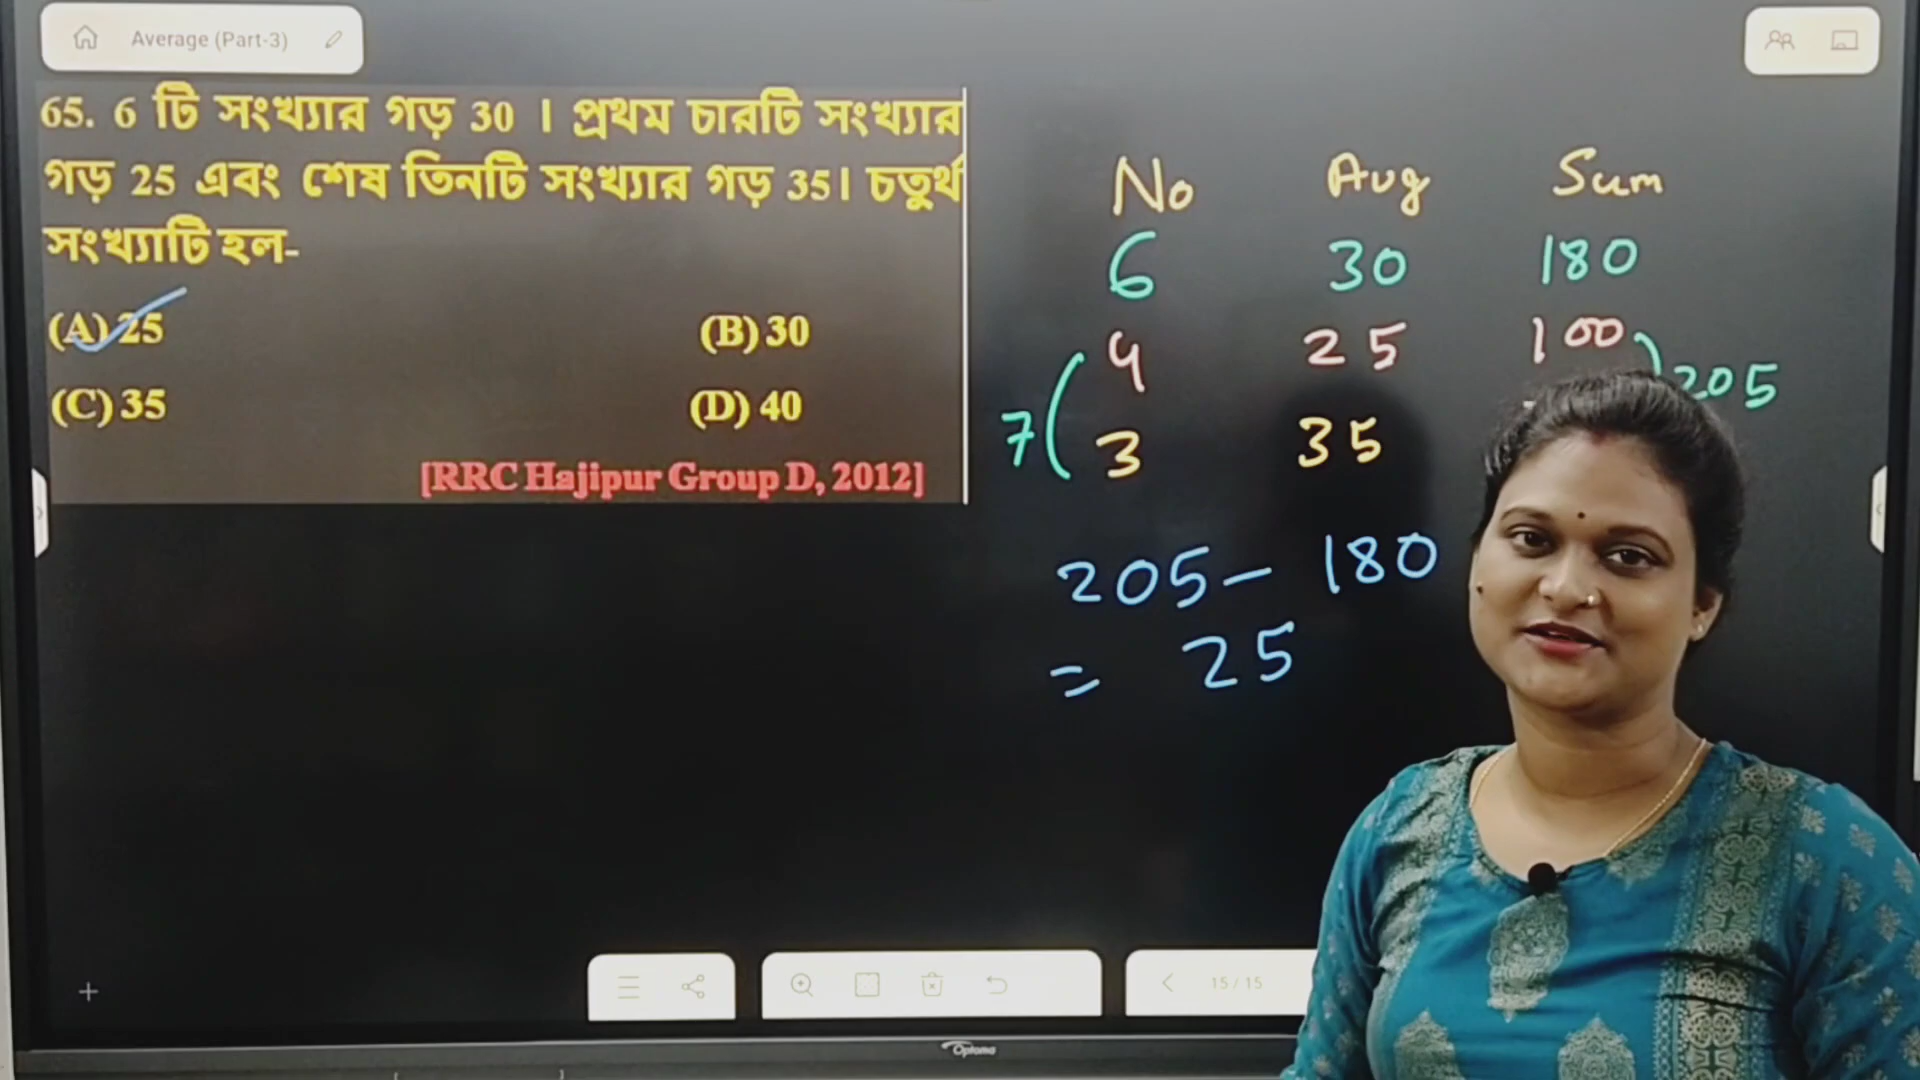 Average (Part-3)
65. 6 টি সংখ্যার গড় 30 । প্রথম চারটি সংখ্যার
গড় 25 এবং শেষ তিনটি সংখ্যার গড় 35। চতুর্থ
সংখ্যাটি হল-
(A) 25 (B) 30
(C) 35 (D) 40
[RRC Hajipur Group D, 2012]
No Avg Sum
6 30 180
4 25 100
205
7 3 35
205 - 180
= 25
15 / 15
Optoma